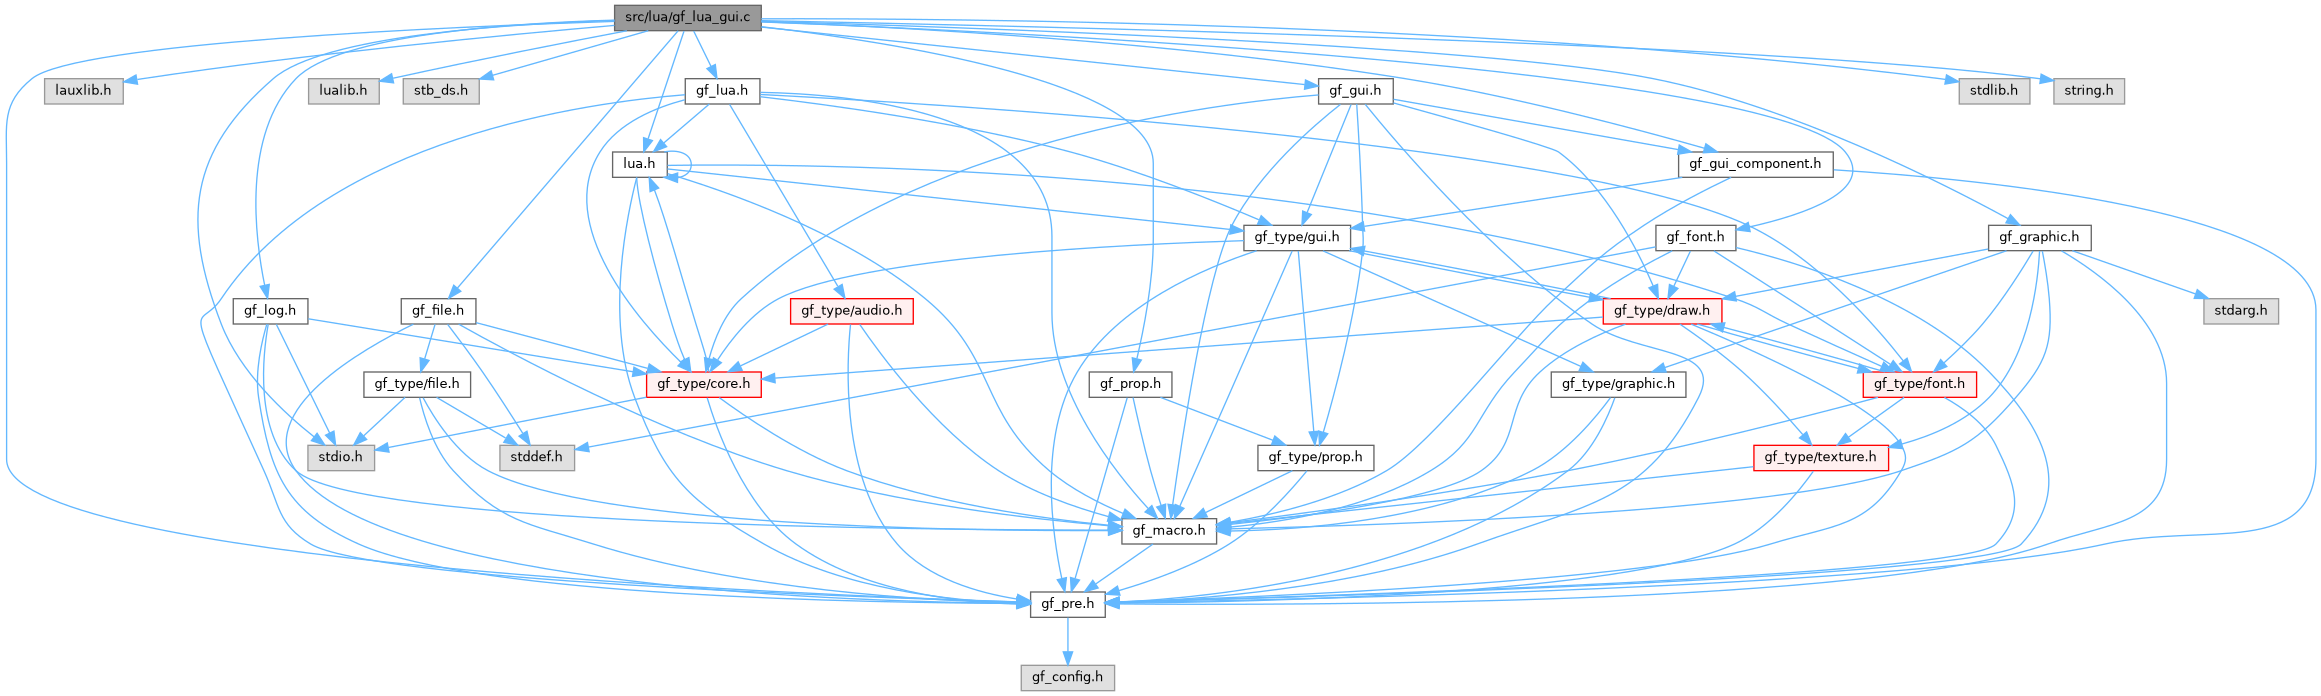 src/lua/gf_lua_gui.c
lauxlib.h
lualib.h
stb_ds.h
gf_lua.h
gf_gui.h
stdlib.h
string.h
lua.h
gf_gui_component.h
gf_type/gui.h
gf_font.h
gf_graphic.h
gf_log.h
gf_file.h
gf_type/audio.h
gf_type/draw.h
stdarg.h
gf_type/file.h
gf_type/core.h
gf_prop.h
gf_type/graphic.h
gf_type/font.h
stdio.h
stddef.h
gf_type/prop.h
gf_type/texture.h
gf_macro.h
gf_pre.h
gf_config.h